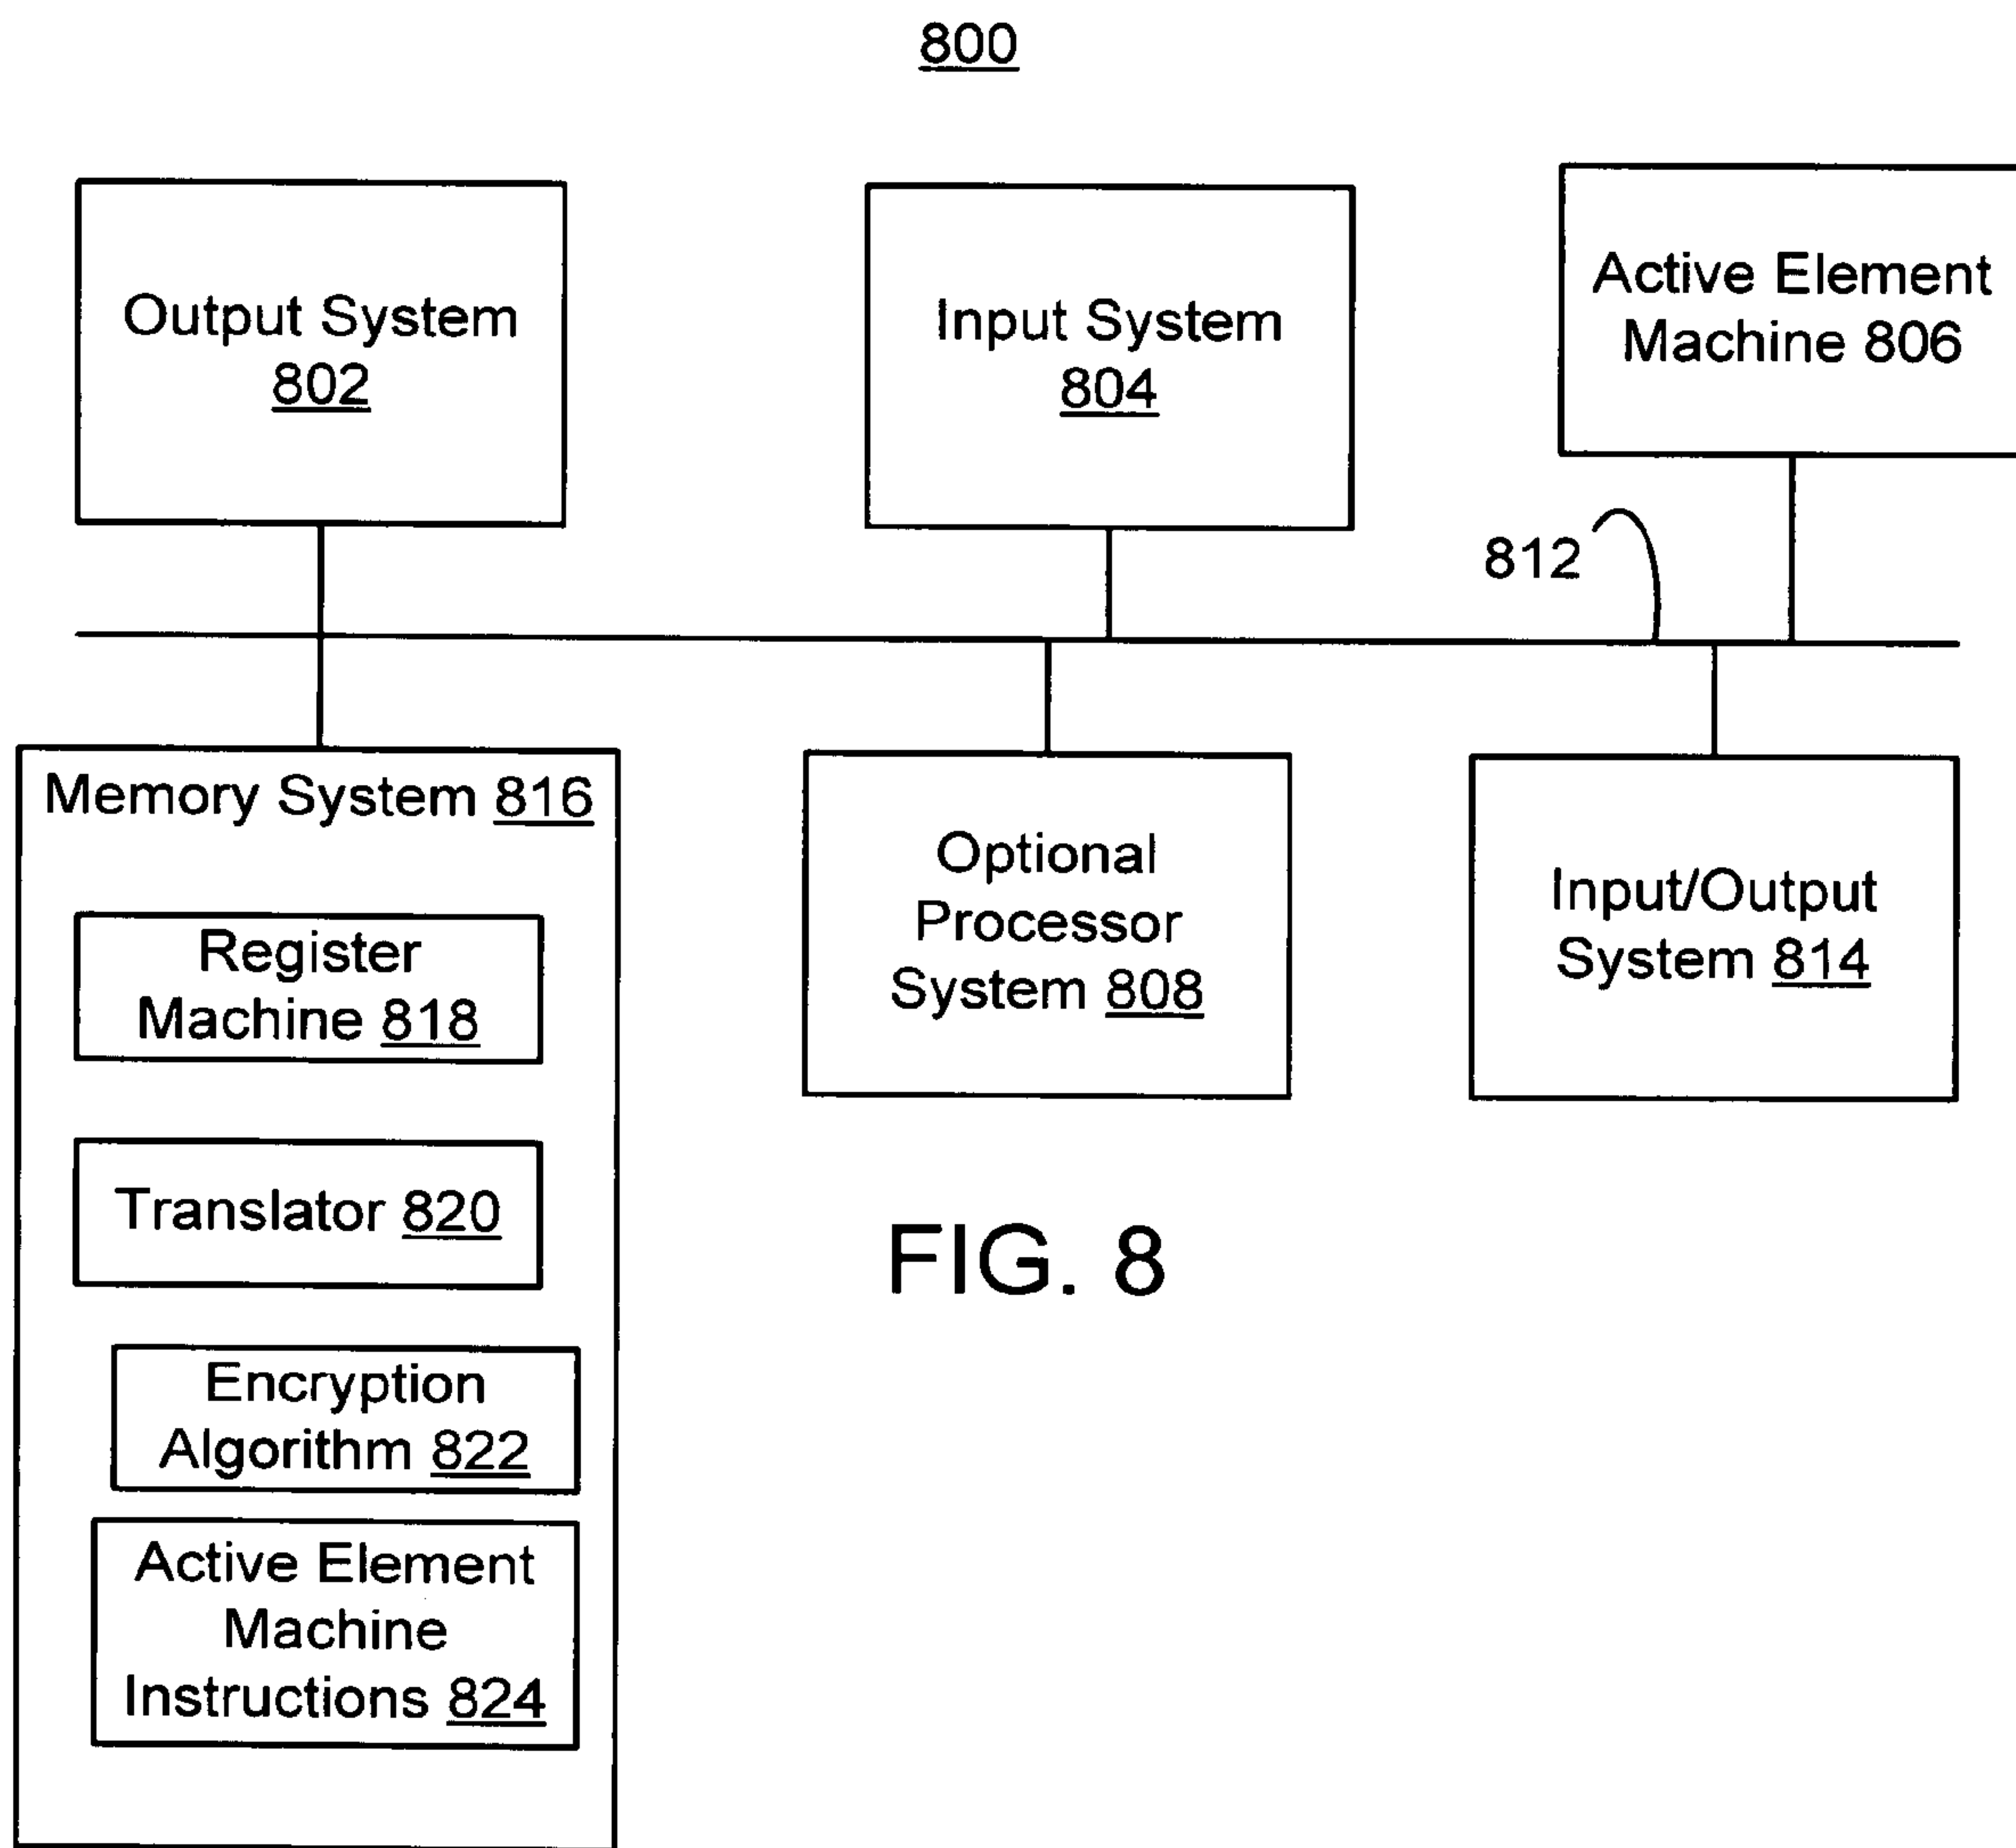 800
Output System
802
Input System
804
Active Element
Machine 806
812
Memory System 816
Register
Machine 818
Translator 820
Encryption
Algorithm 822
Active Element
Machine
Instructions 824
Optional
Processor
System 808
Input/Output
System 814
FIG. 8